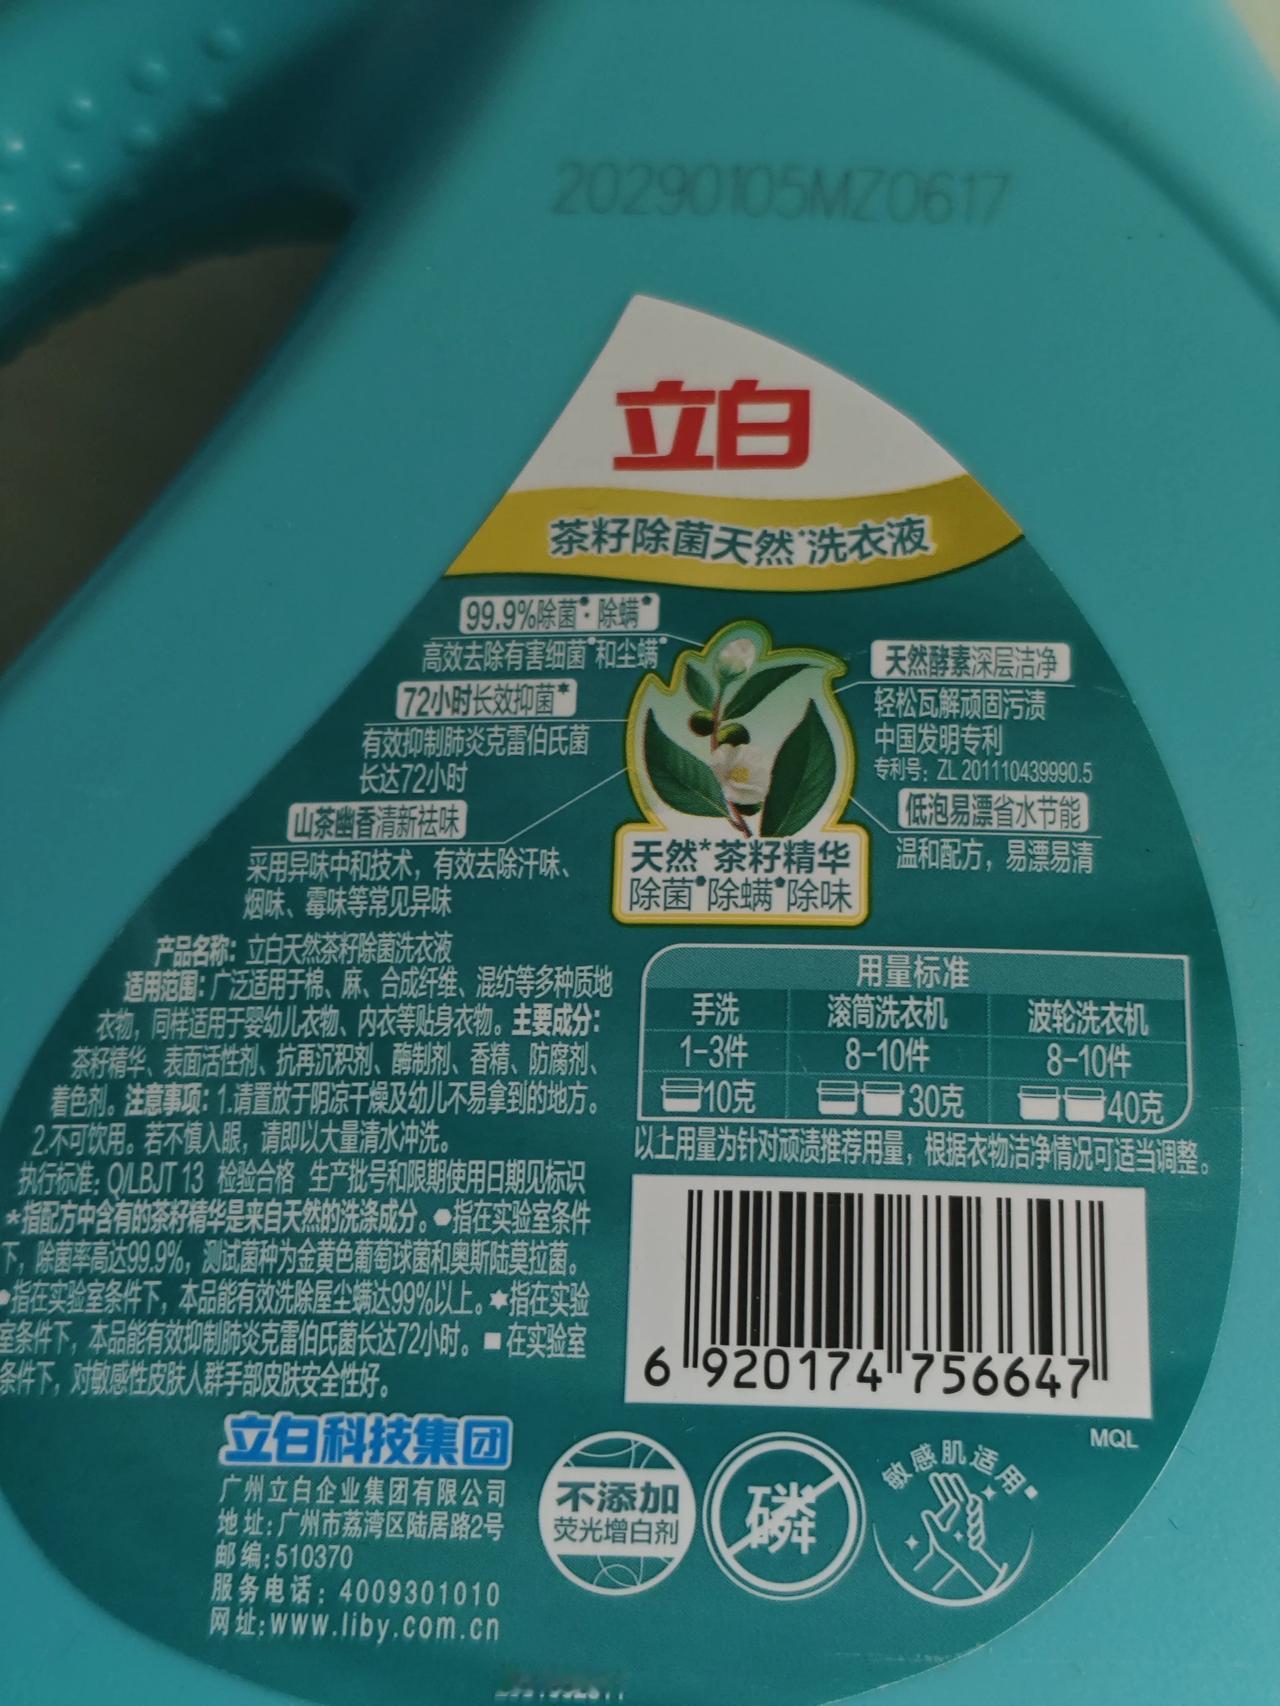 20290105MZ0617
立白
茶籽除菌天然*洗衣液
99.9%除菌●·除螨●
高效去除有害细菌●和尘螨●
72小时长效抑菌★
有效抑制肺炎克雷伯氏菌
长达72小时
山茶幽香清新祛味
采用异味中和技术，有效去除汗味、
烟味、霉味等常见异味
天然酵素深层洁净
轻松瓦解顽固污渍
中国发明专利
专利号：ZL 201110439990.5
低泡易漂省水节能
温和配方，易漂易清
天然*茶籽精华
除菌●除螨●除味
产品名称：立白天然茶籽除菌洗衣液
适用范围：广泛适用于棉、麻、合成纤维、混纺等多种质地
衣物，同样适用于婴幼儿衣物、内衣等贴身衣物。主要成分：
茶籽精华、表面活性剂、抗再沉积剂、酶制剂、香精、防腐剂、
着色剂。注意事项：1.请置放于阴凉干燥及幼儿不易拿到的地方。
2.不可饮用。若不慎入眼，请即以大量清水冲洗。
执行标准：Q/LBJT 13 检验合格 生产批号和限期使用日期见标识
*指配方中含有的茶籽精华是来自天然的洗涤成分。●指在实验室条件
下，除菌率高达99.9%，测试菌种为金黄色葡萄球菌和奥斯陆莫拉菌。
●指在实验室条件下，本品能有效洗除屋尘螨达99%以上。★指在实验
室条件下，本品能有效抑制肺炎克雷伯氏菌长达72小时。■在实验室
条件下，对敏感性皮肤人群手部皮肤安全性好。
用量标准
手洗 滚筒洗衣机 波轮洗衣机
1-3件 8-10件 8-10件
10克 30克 40克
以上用量为针对顽渍推荐用量，根据衣物洁净情况可适当调整。
6 920174 756647
MQL
立白科技集团
广州立白企业集团有限公司
地址：广州市荔湾区陆居路2号
邮编：510370
服务电话：4009301010
网址：www.liby.com.cn
不添加
荧光增白剂
磷
敏感肌适用■